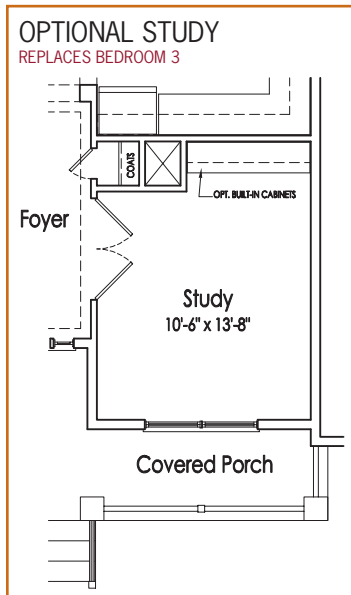 OPTIONAL STUDY
REPLACES BEDROOM 3
COATS
OPT. BUILT-IN CABINETS
Foyer
Study
10'-6" x 13'-8"
Covered Porch